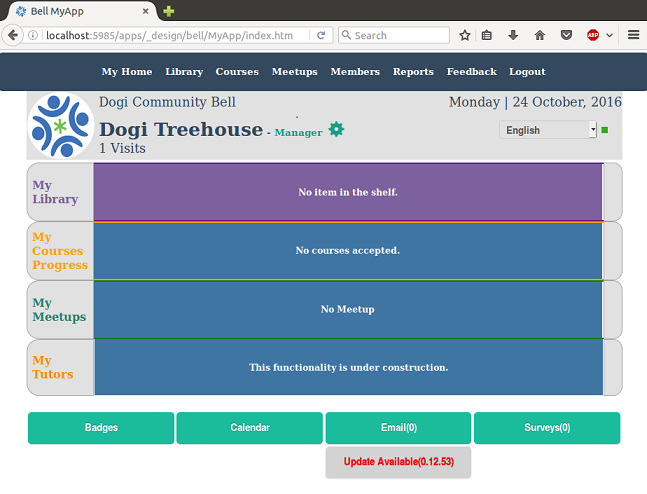 Bell MyApp
localhost:5985/apps/_design/bell/MyApp/index.htm
Search
ABP
My Home Library Courses Meetups Members Reports Feedback Logout
Dogi Community Bell Monday | 24 October, 2016
Dogi Treehouse - Manager
English
1 Visits
My
Library
No item in the shelf.
My
Courses
Progress
No courses accepted.
My
Meetups
No Meetup
My
Tutors
This functionality is under construction.
Badges Calendar Email(0) Surveys(0)
Update Available(0.12.53)